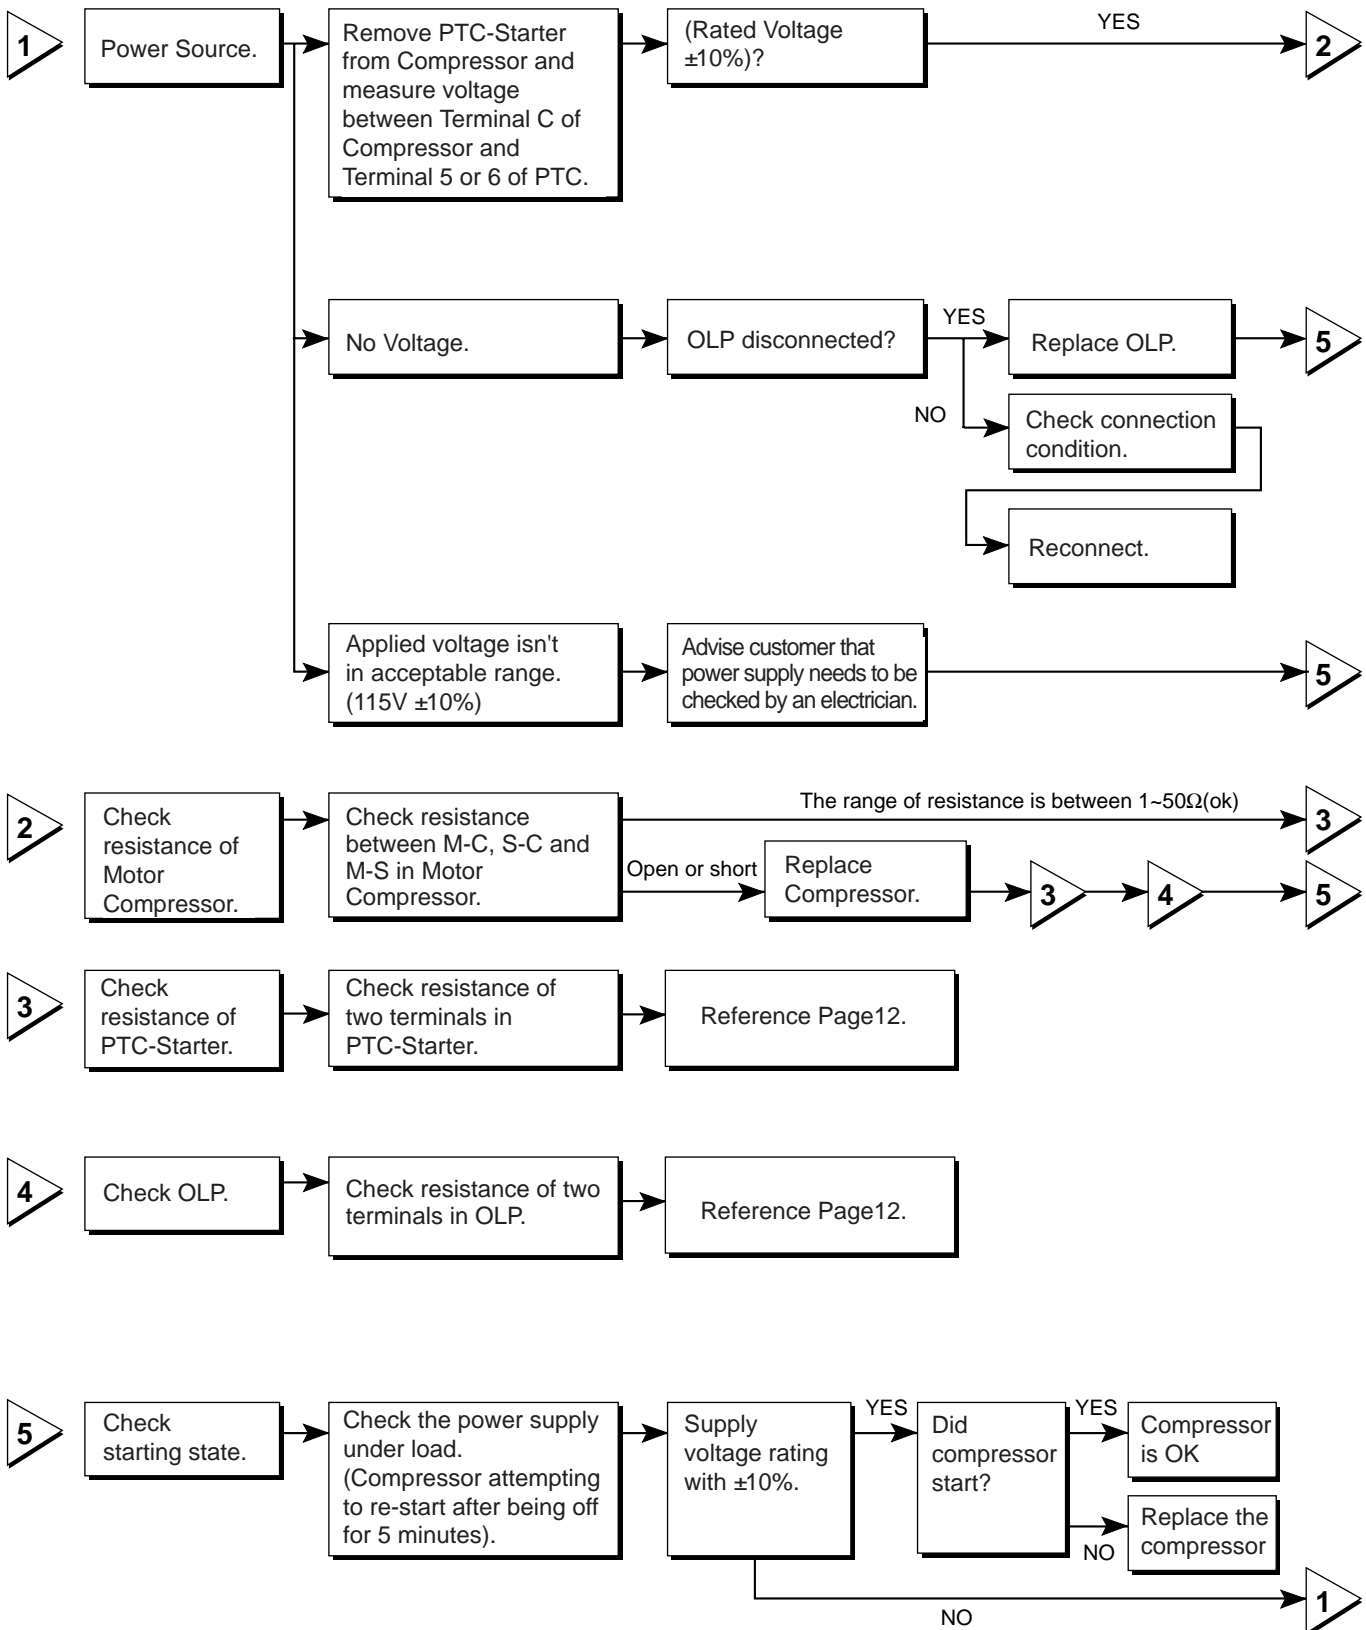 1
Power Source.
Remove PTC-Starter
from Compressor and
measure voltage
between Terminal C of
Compressor and
Terminal 5 or 6 of PTC.
(Rated Voltage
±10%)?
YES
2
No Voltage.
OLP disconnected?
YES
Replace OLP.
5
NO
Check connection
condition.
Reconnect.
Applied voltage isn't
in acceptable range.
(115V ±10%)
Advise customer that
power supply needs to be
checked by an electrician.
5
2
Check
resistance of
Motor
Compressor.
Check resistance
between M-C, S-C and
M-S in Motor
Compressor.
The range of resistance is between 1~50Ω(ok)
3
Open or short
Replace
Compressor.
3
4
5
3
Check
resistance of
PTC-Starter.
Check resistance of
two terminals in
PTC-Starter.
Reference Page12.
4
Check OLP.
Check resistance of two
terminals in OLP.
Reference Page12.
5
Check
starting state.
Check the power supply
under load.
(Compressor attempting
to re-start after being off
for 5 minutes).
Supply
voltage rating
with ±10%.
YES
Did
compressor
start?
YES
Compressor
is OK
NO
Replace the
compressor
NO
1